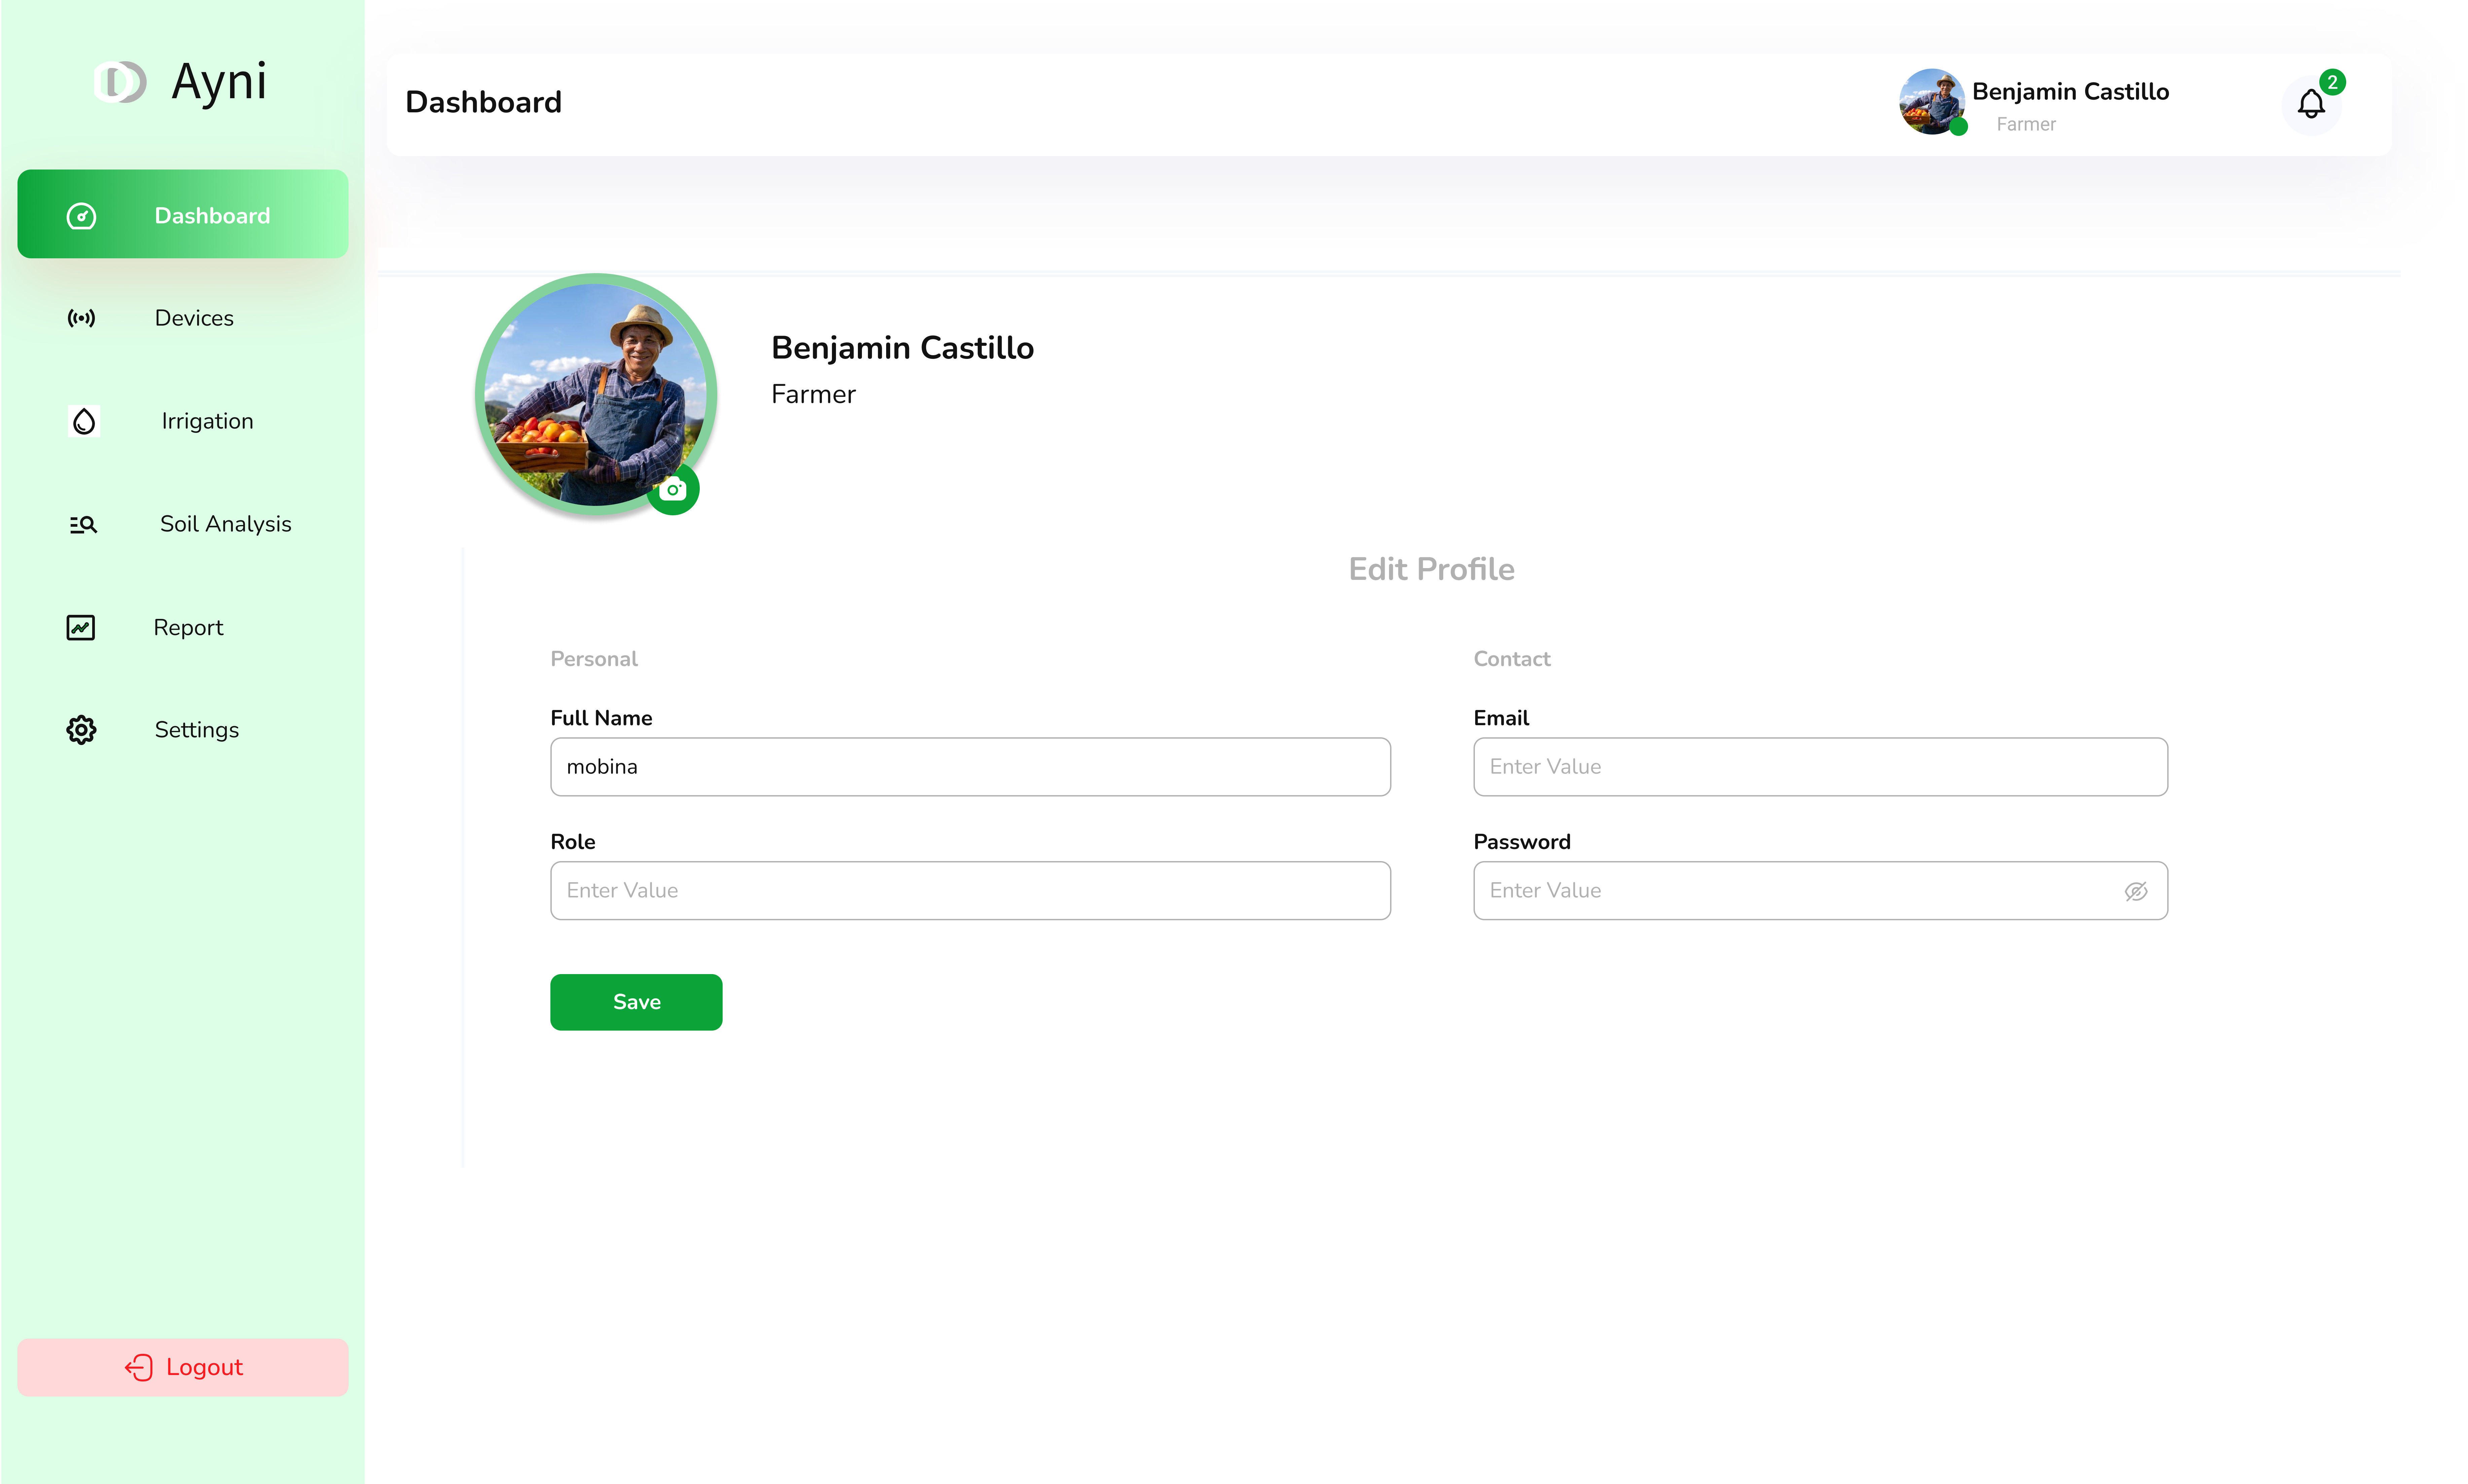 Ayni
Dashboard
Devices
Irrigation
Soil Analysis
Report
Settings
Logout
Dashboard
Benjamin Castillo
Farmer
2
Benjamin Castillo
Farmer
Edit Profile
Personal
Full Name
mobina
Role
Enter Value
Contact
Email
Enter Value
Password
Enter Value
Save